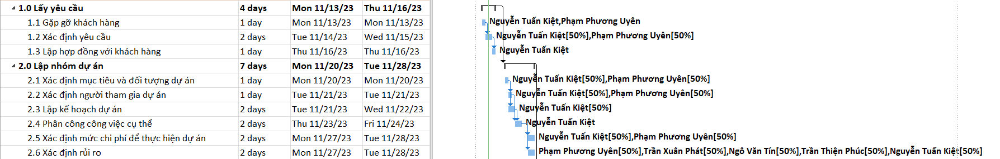 1.0 Lấy yêu cầu 4 days Mon 11/13/23 Thu 11/16/23
1.1 Gặp gỡ khách hàng 1 day Mon 11/13/23 Mon 11/13/23 Nguyễn Tuấn Kiệt,Phạm Phương Uyên
1.2 Xác định yêu cầu 2 days Tue 11/14/23 Wed 11/15/23 Nguyễn Tuấn Kiệt[50%],Phạm Phương Uyên[50%]
1.3 Lập hợp đồng với khách hàng 1 day Thu 11/16/23 Thu 11/16/23 Nguyễn Tuấn Kiệt
2.0 Lập nhóm dự án 7 days Mon 11/20/23 Tue 11/28/23
2.1 Xác định mục tiêu và đối tượng dự án 1 day Mon 11/20/23 Mon 11/20/23 Nguyễn Tuấn Kiệt[50%],Phạm Phương Uyên[50%]
2.2 Xác định người tham gia dự án 1 day Tue 11/21/23 Tue 11/21/23 Nguyễn Tuấn Kiệt[50%],Phạm Phương Uyên[50%]
2.3 Lập kế hoạch dự án 2 days Tue 11/21/23 Wed 11/22/23 Nguyễn Tuấn Kiệt[50%]
2.4 Phân công công việc cụ thể 2 days Thu 11/23/23 Fri 11/24/23 Nguyễn Tuấn Kiệt
2.5 Xác định mức chi phí để thực hiện dự án 2 days Mon 11/27/23 Tue 11/28/23 Nguyễn Tuấn Kiệt[50%],Phạm Phương Uyên[50%]
2.6 Xác định rủi ro 2 days Mon 11/27/23 Tue 11/28/23 Phạm Phương Uyên[50%],Trần Xuân Phát[50%],Ngô Văn Tín[50%],Trần Thiện Phúc[50%],Nguyễn Tuấn Kiệt[50%]